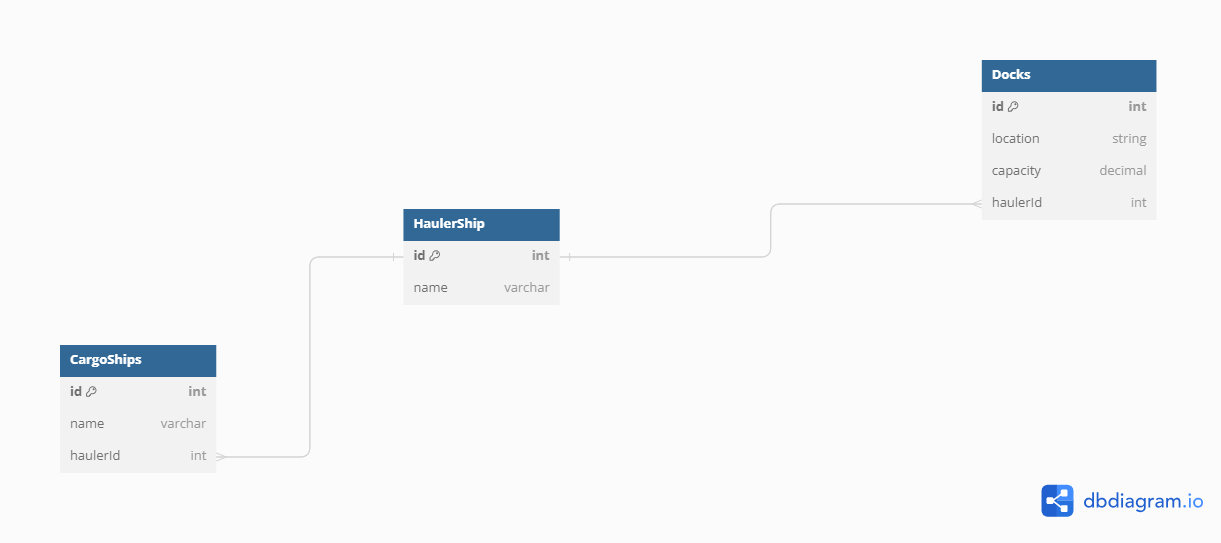 Docks
id int
location string
capacity decimal
haulerId int
HaulerShip
id int
name varchar
CargoShips
id int
name varchar
haulerId int
dbdiagram.io